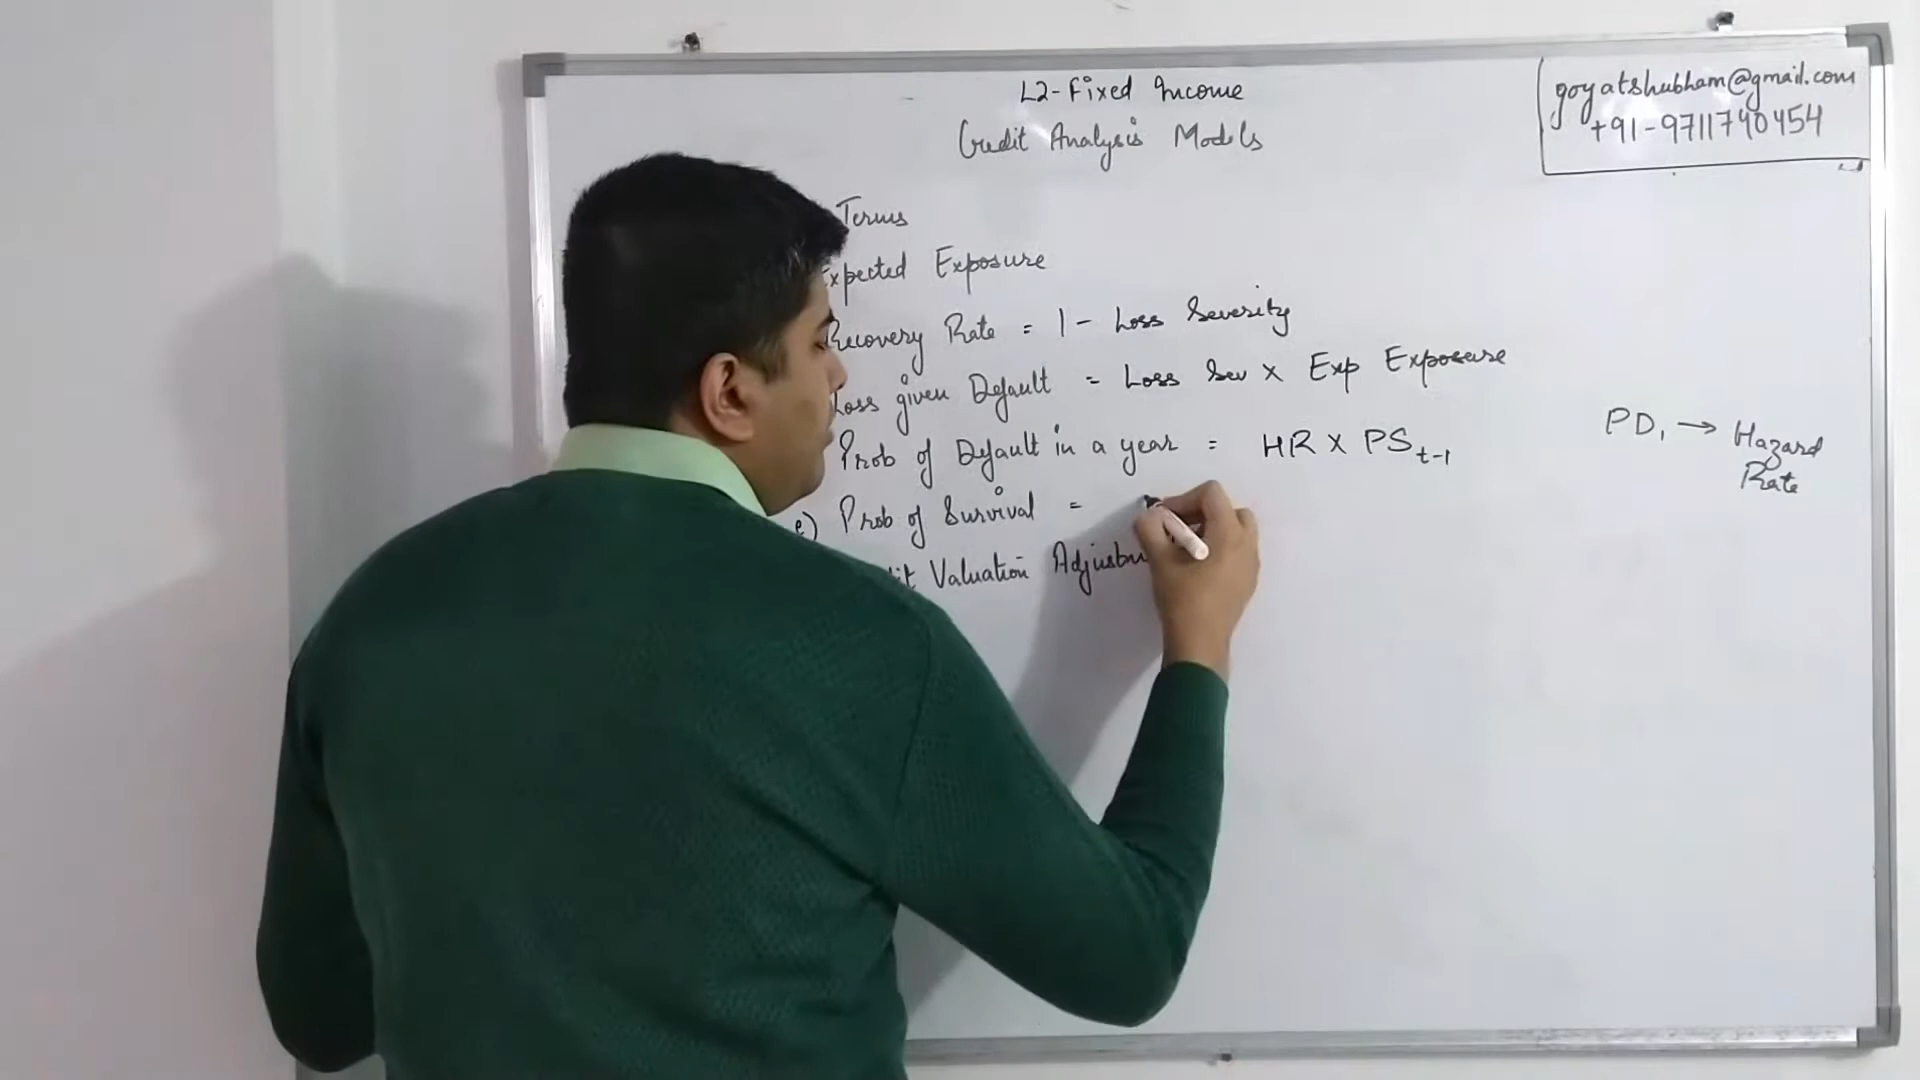 L2-Fixed Income
Credit Analysis Models
goyatshubham@gmail.com
+91-9711740454
Terms
Expected Exposure
Recovery Rate = 1 - Loss Severity
Loss given Default = Loss Sev X Exp Exposure
Prob of Default in a year = HR X PS t-1
PD1 → Hazard Rate
e) Prob of Survival =
Valuation